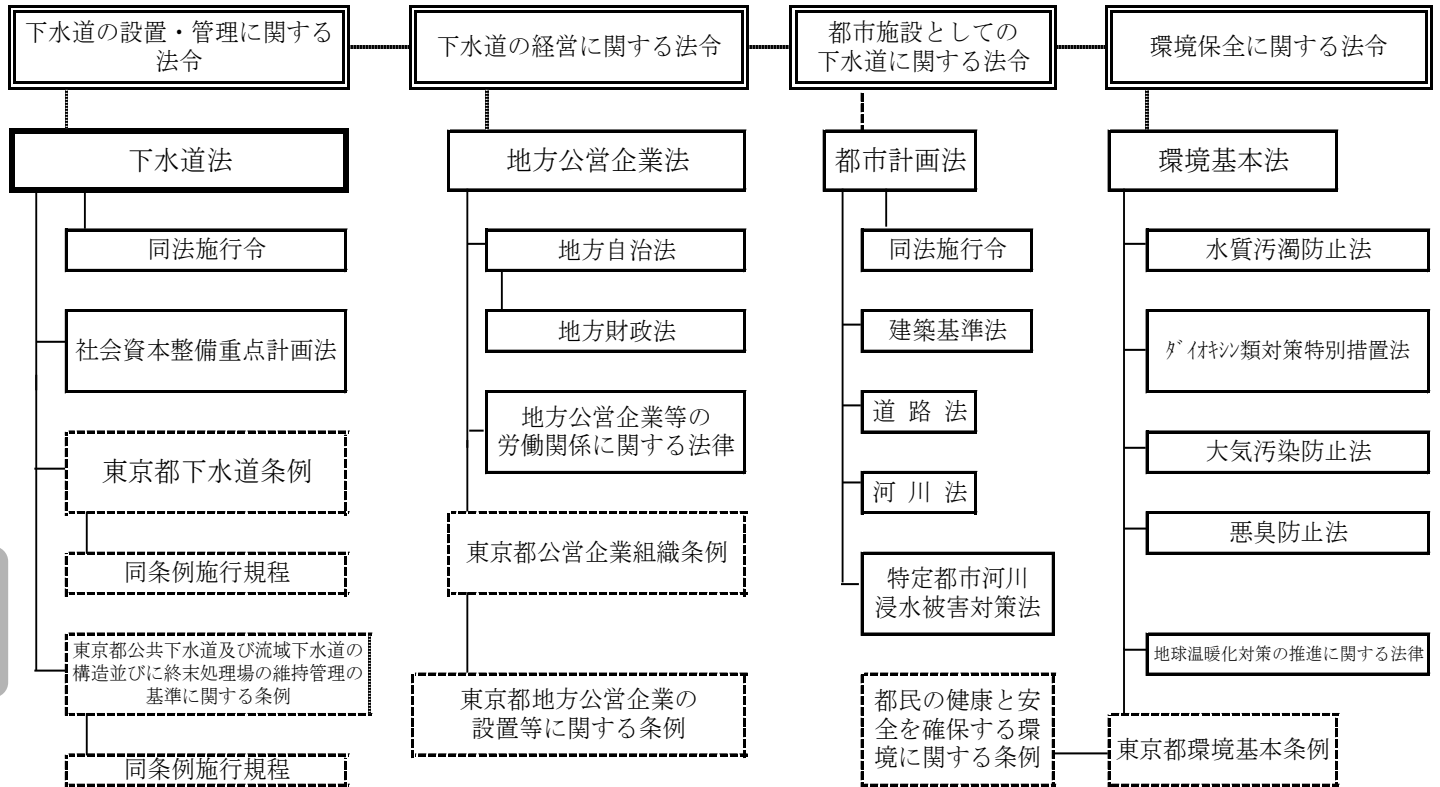 下水道の設置・管理に関する
法令
下水道の経営に関する法令
都市施設としての
下水道に関する法令
環境保全に関する法令
下水道法
同法施行令
社会資本整備重点計画法
東京都下水道条例
同条例施行規程
東京都公共下水道及び流域下水道の
構造並びに終末処理場の維持管理の
基準に関する条例
同条例施行規程
地方公営企業法
地方自治法
地方財政法
地方公営企業等の
労働関係に関する法律
東京都公営企業組織条例
東京都地方公営企業の
設置等に関する条例
都市計画法
同法施行令
建築基準法
道 路 法
河 川 法
特定都市河川
浸水被害対策法
都民の健康と安
全を確保する環
境に関する条例
環境基本法
水質汚濁防止法
ﾀﾞｲｵｷｼﾝ類対策特別措置法
大気汚染防止法
悪臭防止法
地球温暖化対策の推進に関する法律
東京都環境基本条例